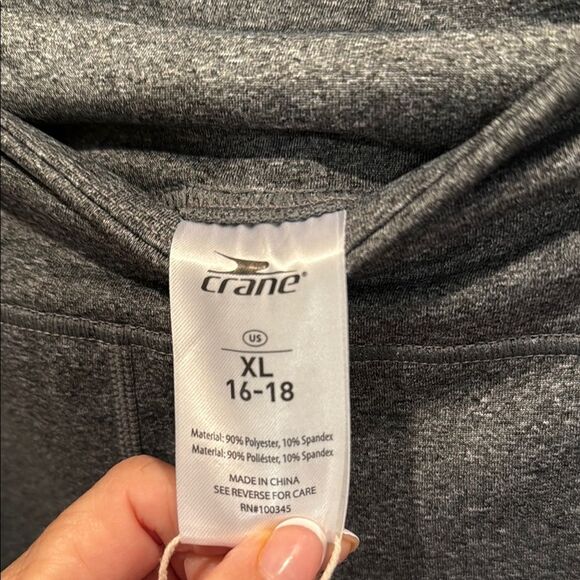 crane®
US
XL
16-18
Material: 90% Polyester, 10% Spandex
Material: 90% Poliéster, 10% Spandex
MADE IN CHINA
SEE REVERSE FOR CARE
RN#100345